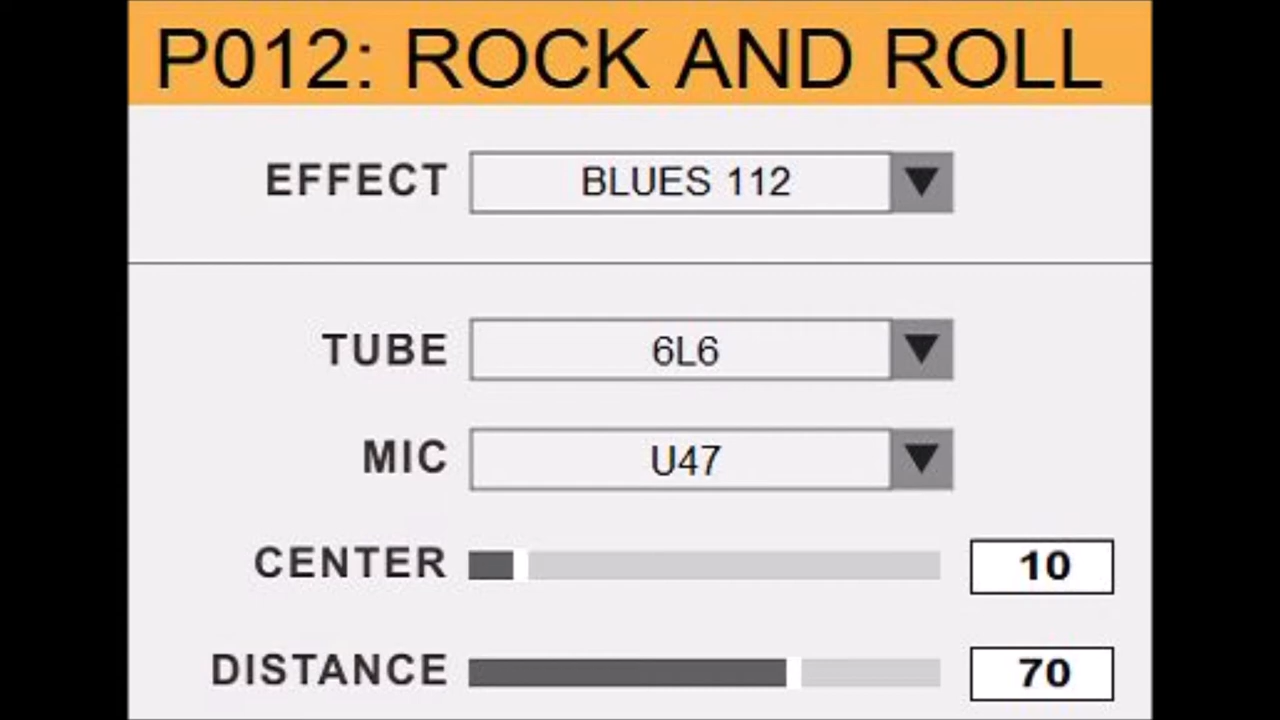 P012: ROCK AND ROLL
EFFECT BLUES 112
TUBE 6L6
MIC U47
CENTER 10
DISTANCE 70